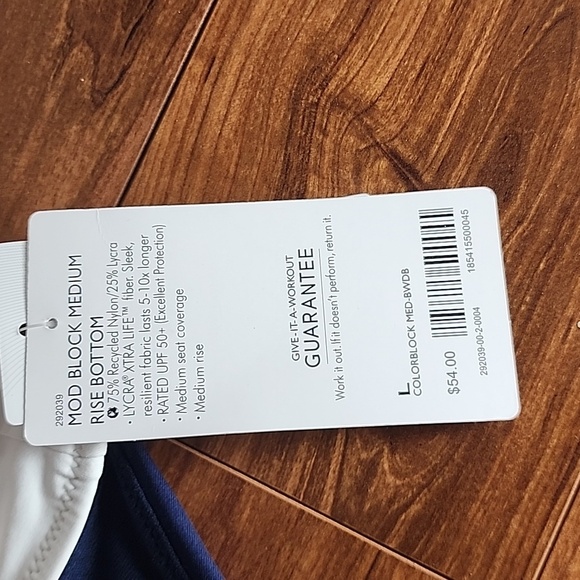 292039
MOD BLOCK MEDIUM
RISE BOTTOM
75% Recycled Nylon/25% Lycra
• LYCRA® XTRA LIFE™ fiber. Sleek,
resilient fabric lasts 5-10x longer
• RATED UPF 50+ (Excellent Protection)
• Medium seat coverage
• Medium rise
GIVE-IT-A-WORKOUT
GUARANTEE
Work it out. If it doesn't perform, return it.
L
COLORBLOCK MED-BWDB
$54.00
185415500045
292039-00-2-0004